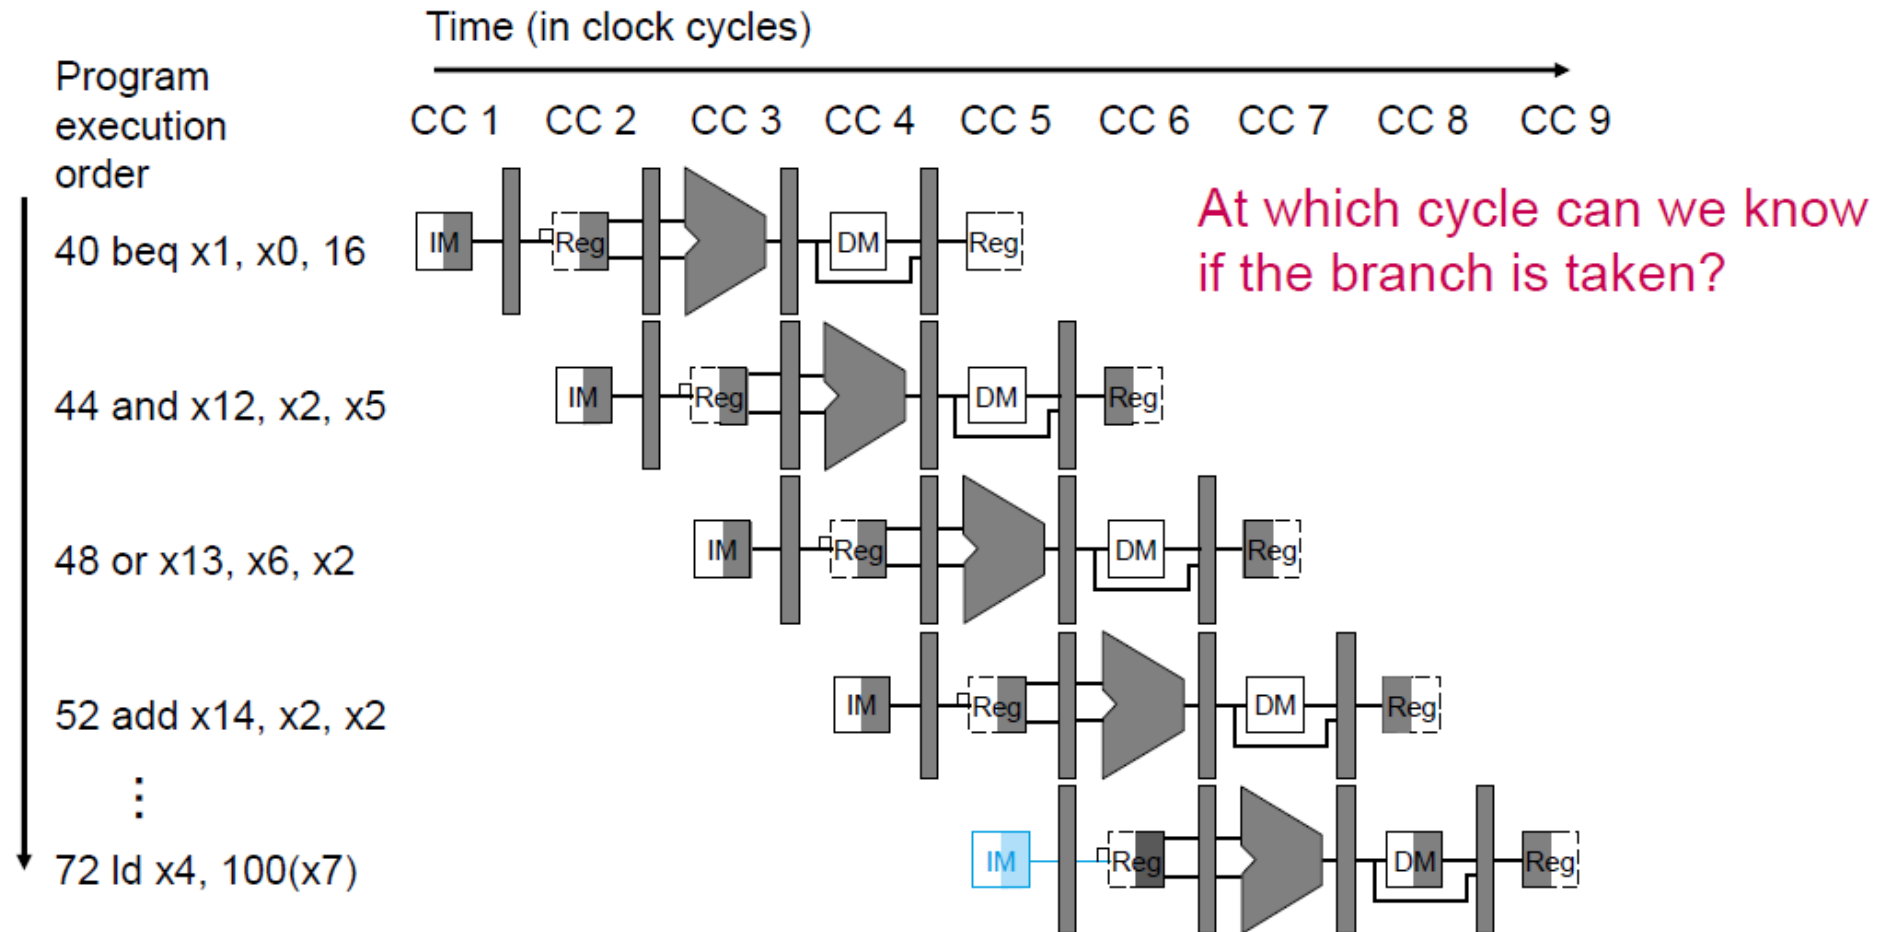 Time (in clock cycles)
Program
execution
order
CC 1 CC 2 CC 3 CC 4 CC 5 CC 6 CC 7 CC 8 CC 9
At which cycle can we know
if the branch is taken?
40 beq x1, x0, 16
IM Reg DM Reg
44 and x12, x2, x5
IM Reg DM Reg
48 or x13, x6, x2
IM Reg DM Reg
52 add x14, x2, x2
IM Reg DM Reg
⋮
72 ld x4, 100(x7)
IM Reg DM Reg